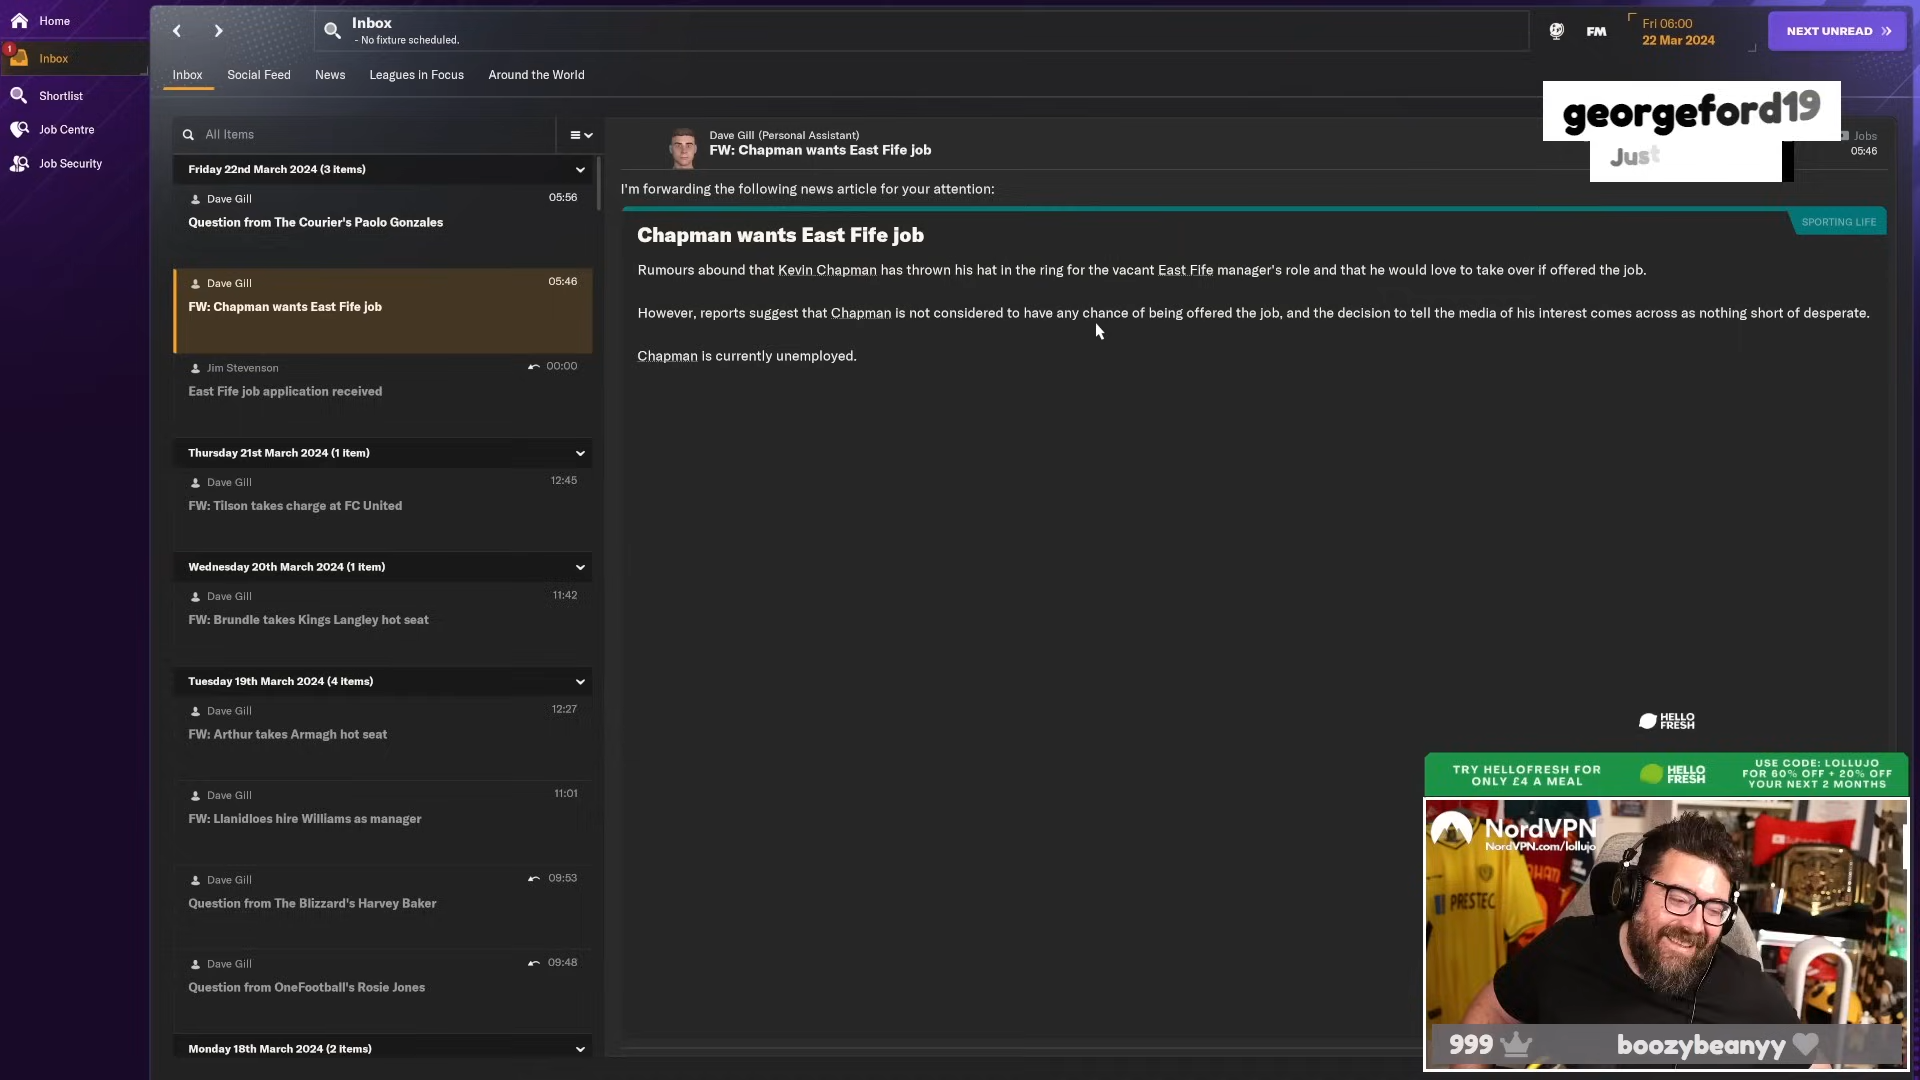 Home
1
Inbox
Shortlist
Job Centre
Job Security
Inbox
- No fixture scheduled.
FM
Fri 06:00
22 Mar 2024
NEXT UNREAD
Inbox
Social Feed
News
Leagues in Focus
Around the World
georgeford19
Just
All Items
Friday 22nd March 2024 (3 items)
Dave Gill
05:56
Question from The Courier's Paolo Gonzales
Dave Gill
05:46
FW: Chapman wants East Fife job
Jim Stevenson
00:00
East Fife job application received
Thursday 21st March 2024 (1 item)
Dave Gill
12:45
FW: Tilson takes charge at FC United
Wednesday 20th March 2024 (1 item)
Dave Gill
11:42
FW: Brundle takes Kings Langley hot seat
Tuesday 19th March 2024 (4 items)
Dave Gill
12:27
FW: Arthur takes Armagh hot seat
Dave Gill
11:01
FW: Llanidloes hire Williams as manager
Dave Gill
09:53
Question from The Blizzard's Harvey Baker
Dave Gill
09:48
Question from OneFootball's Rosie Jones
Monday 18th March 2024 (2 items)
Dave Gill (Personal Assistant)
FW: Chapman wants East Fife job
Jobs
05:46
I'm forwarding the following news article for your attention:
SPORTING LIFE
Chapman wants East Fife job
Rumours abound that Kevin Chapman has thrown his hat in the ring for the vacant East Fife manager's role and that he would love to take over if offered the job.
However, reports suggest that Chapman is not considered to have any chance of being offered the job, and the decision to tell the media of his interest comes across as nothing short of desperate.
Chapman is currently unemployed.
HELLO
FRESH
TRY HELLOFRESH FOR
ONLY £4 A MEAL
HELLO
FRESH
USE CODE: LOLLUJO
FOR 60% OFF + 20% OFF
YOUR NEXT 2 MONTHS
NordVPN
NordVPN.com/lollujo
PRESTEC
999
boozybeanyy